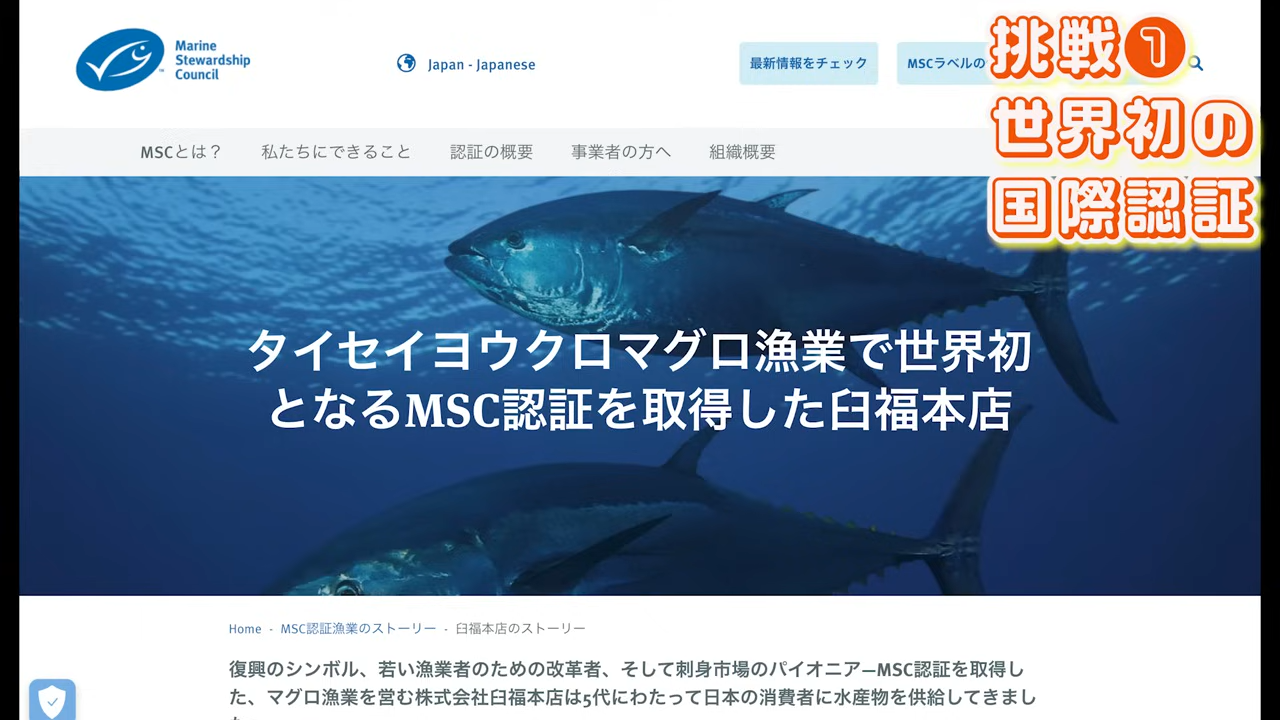 Marine
Stewardship
Council
Japan - Japanese
最新情報をチェック
MSCラベルの
挑戦1
世界初の
国際認証
MSCとは？
私たちにできること
認証の概要
事業者の方へ
組織概要
タイセイヨウクロマグロ漁業で世界初
となるMSC認証を取得した臼福本店
Home - MSC認証漁業のストーリー - 臼福本店のストーリー
復興のシンボル、若い漁業者のための改革者、そして刺身市場のパイオニア—MSC認証を取得し
た、マグロ漁業を営む株式会社臼福本店は5代にわたって日本の消費者に水産物を供給してきまし